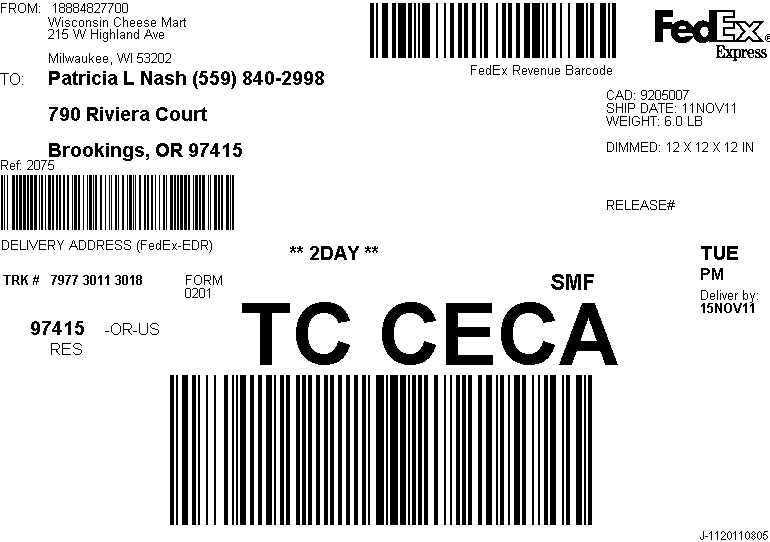 FROM: 18884827700
Wisconsin Cheese Mart
215 W Highland Ave
Milwaukee, WI 53202
TO: Patricia L Nash (559) 840-2998
790 Riviera Court
Brookings, OR 97415
Ref: 2075
FedEx Revenue Barcode
FedEx®
Express
CAD: 9205007
SHIP DATE: 11NOV11
WEIGHT: 6.0 LB
DIMMED: 12 X 12 X 12 IN
RELEASE#
DELIVERY ADDRESS (FedEx-EDR)
** 2DAY **
TUE
PM
Deliver by:
15NOV11
TRK # 7977 3011 3018 FORM
0201
SMF
97415 -OR-US
RES
TC CECA
J-1120110805